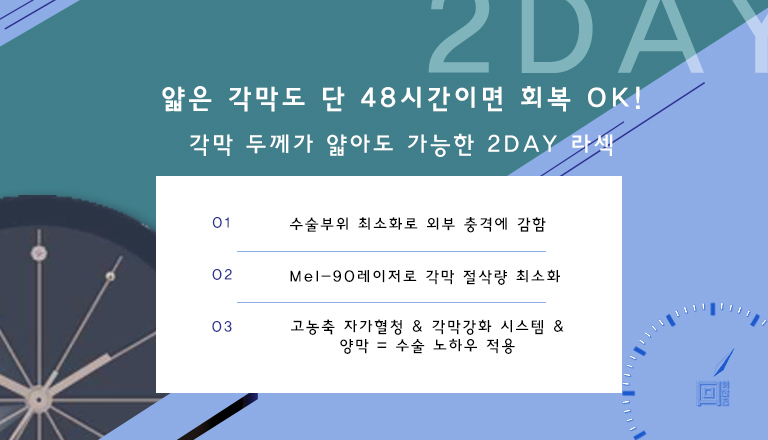 2DAY
얇은 각막도 단 48시간이면 회복 OK!
각막 두께가 얇아도 가능한 2DAY 라섹
01 수술부위 최소화로 외부 충격에 강함
02 Mel-90레이저로 각막 절삭량 최소화
03 고농축 자가혈청 & 각막강화 시스템 &
양막 = 수술 노하우 적용